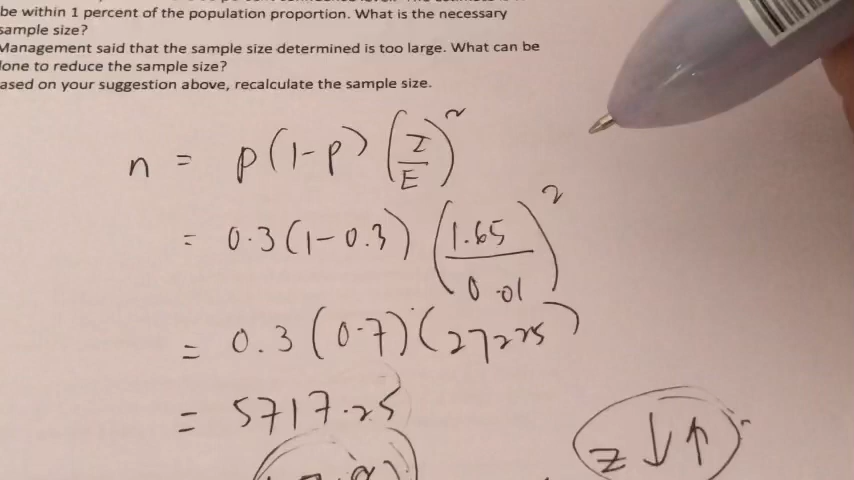 be within 1 percent of the population proportion. What is the necessary
sample size?
Management said that the sample size determined is too large. What can be
lone to reduce the sample size?
ased on your suggestion above, recalculate the sample size.
n = p(1-p) (Z/E)²
= 0.3(1-0.3) (1.65/0.01)²
= 0.3(0.7)(27225)
= 5717.25
z ↓↑